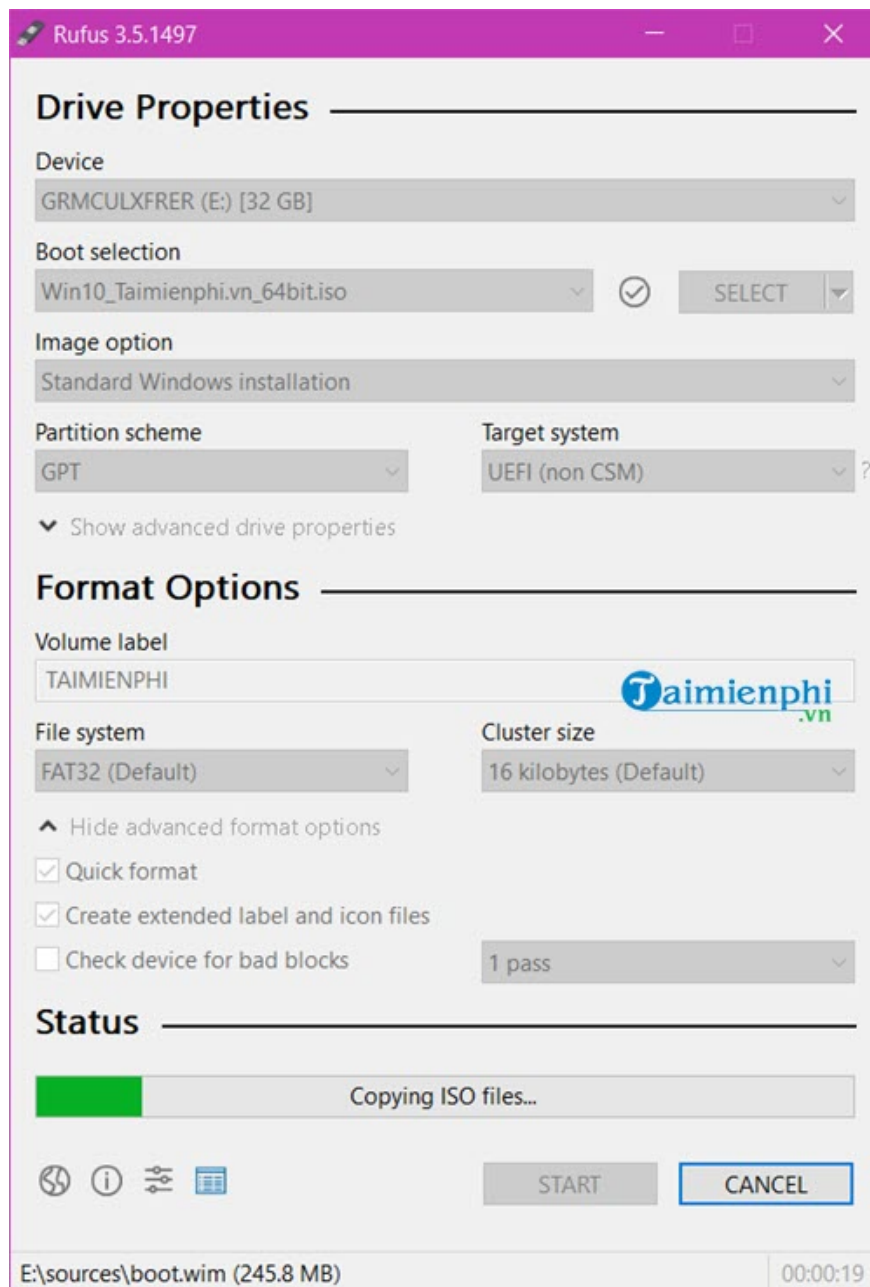 Rufus 3.5.1497
Drive Properties
Device
GRMCULXFRER (E:) [32 GB]
Boot selection
Win10_Taimienphi.vn_64bit.iso SELECT
Image option
Standard Windows installation
Partition scheme Target system
GPT UEFI (non CSM) ?
Show advanced drive properties
Format Options
Volume label
TAIMIENPHI
Taimienphi
.vn
File system Cluster size
FAT32 (Default) 16 kilobytes (Default)
Hide advanced format options
Quick format
Create extended label and icon files
Check device for bad blocks 1 pass
Status
Copying ISO files...
START CANCEL
E:\sources\boot.wim (245.8 MB) 00:00:19